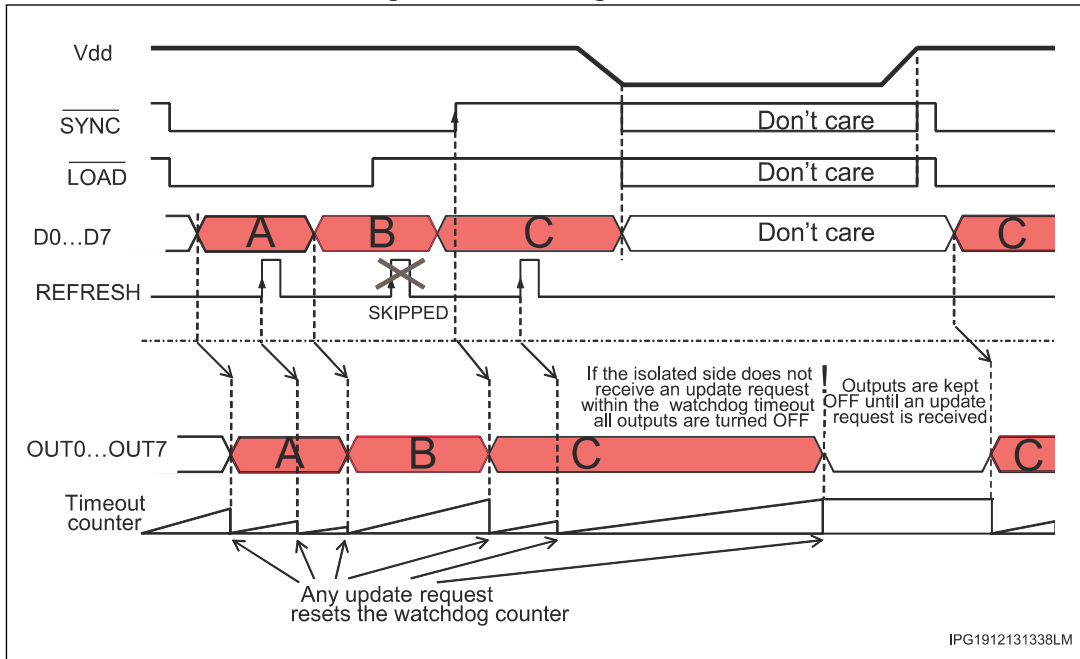 Vdd
SYNC
Don't care
LOAD
Don't care
D0...D7
A
B
C
Don't care
C
REFRESH
SKIPPED
If the isolated side does not
receive an update request
within the watchdog timeout
all outputs are turned OFF
Outputs are kept
OFF until an update
request is received
OUT0...OUT7
A
B
C
C
Timeout
counter
Any update request
resets the watchdog counter
IPG1912131338LM